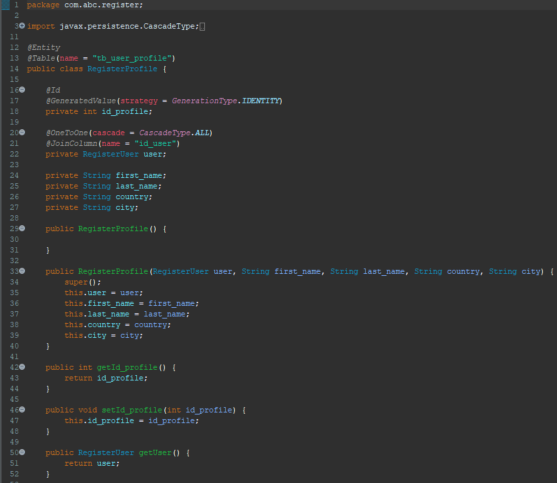 1 package com.abc.register;
2
3 import javax.persistence.CascadeType;
11
12 @Entity
13 @Table(name = "tb_user_profile")
14 public class RegisterProfile {
15
16 @Id
17 @GeneratedValue(strategy = GenerationType.IDENTITY)
18 private int id_profile;
19
20 @OneToOne(cascade = CascadeType.ALL)
21 @JoinColumn(name = "id_user")
22 private RegisterUser user;
23
24 private String first_name;
25 private String last_name;
26 private String country;
27 private String city;
28
29 public RegisterProfile() {
30
31 }
32
33 public RegisterProfile(RegisterUser user, String first_name, String last_name, String country, String city) {
34 super();
35 this.user = user;
36 this.first_name = first_name;
37 this.last_name = last_name;
38 this.country = country;
39 this.city = city;
40 }
41
42 public int getId_profile() {
43 return id_profile;
44 }
45
46 public void setId_profile(int id_profile) {
47 this.id_profile = id_profile;
48 }
49
50 public RegisterUser getUser() {
51 return user;
52 }